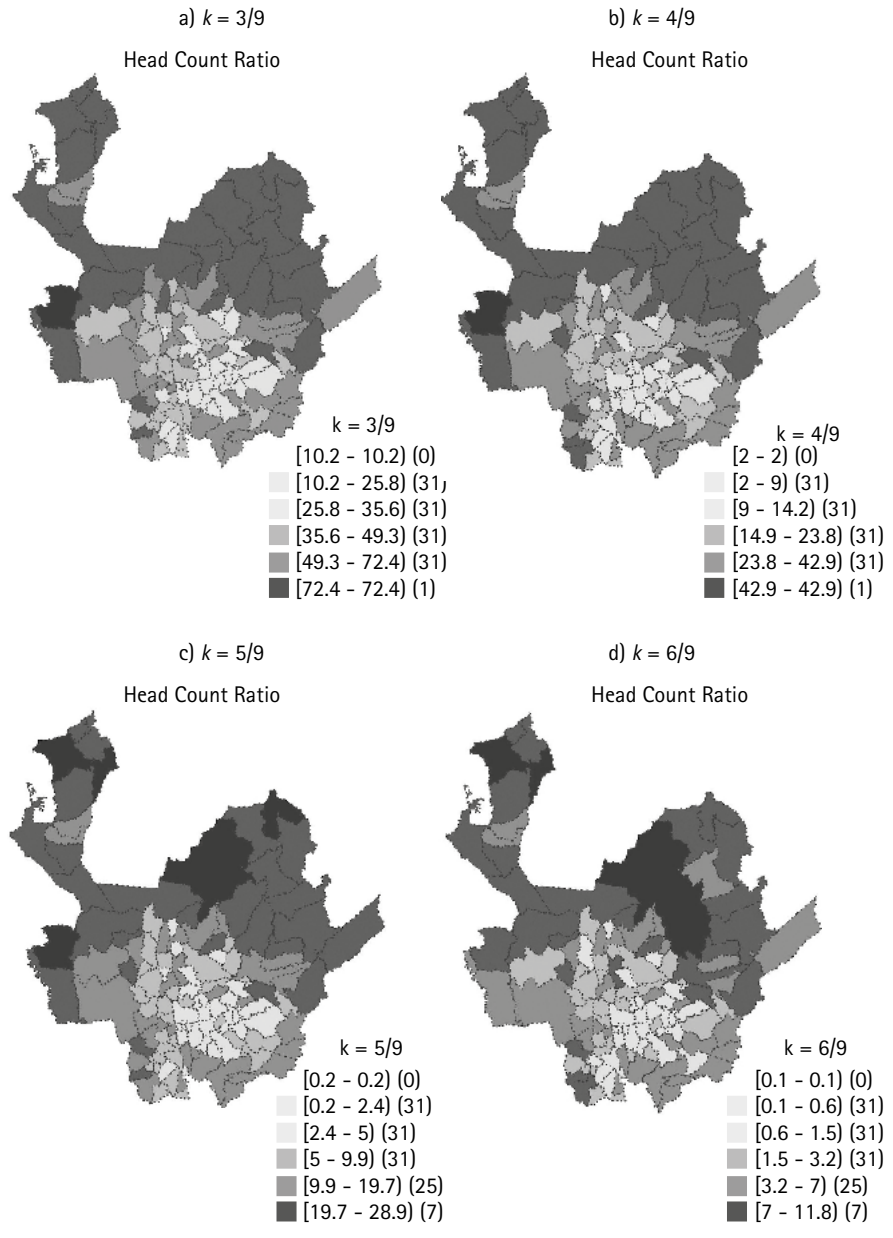 a) k = 3/9
Head Count Ratio
k = 3/9
[10.2 - 10.2) (0)
[10.2 - 25.8) (31)
[25.8 - 35.6) (31)
[35.6 - 49.3) (31)
[49.3 - 72.4) (31)
[72.4 - 72.4) (1)
b) k = 4/9
Head Count Ratio
k = 4/9
[2 - 2) (0)
[2 - 9) (31)
[9 - 14.2) (31)
[14.9 - 23.8) (31)
[23.8 - 42.9) (31)
[42.9 - 42.9) (1)
c) k = 5/9
Head Count Ratio
k = 5/9
[0.2 - 0.2) (0)
[0.2 - 2.4) (31)
[2.4 - 5) (31)
[5 - 9.9) (31)
[9.9 - 19.7) (25)
[19.7 - 28.9) (7)
d) k = 6/9
Head Count Ratio
k = 6/9
[0.1 - 0.1) (0)
[0.1 - 0.6) (31)
[0.6 - 1.5) (31)
[1.5 - 3.2) (31)
[3.2 - 7) (25)
[7 - 11.8) (7)